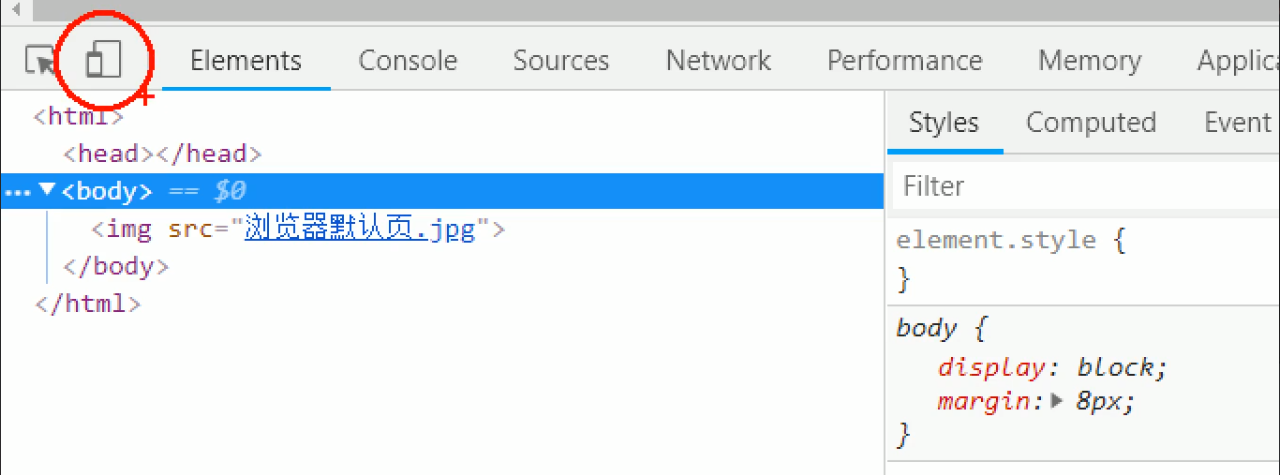 Elements Console Sources Network Performance Memory Applica
<html>
<head></head>
Styles Computed Event
… ▼<body> == $0
Filter
<img src="浏览器默认页.jpg">
element.style {
</body>
}
</html>
body {
display: block;
margin:▶ 8px;
}